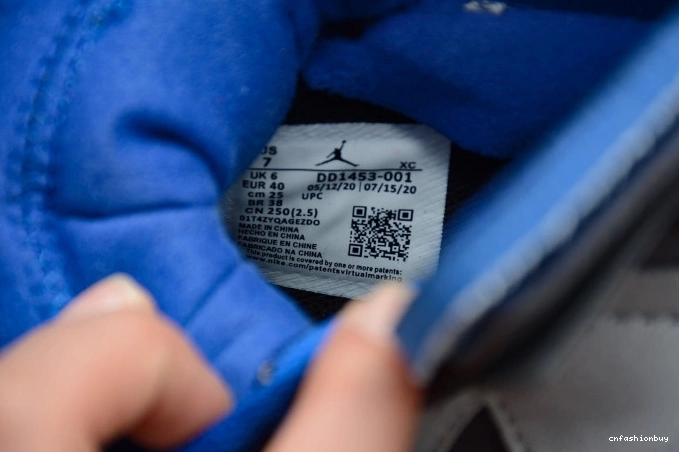 US
7
XC
UK 6
DD1453-001
EUR 40
05/12/20 | 07/15/20
cm 25
UPC
BR 38
CN 250(2.5)
01T4ZYQAGEZDO
MADE IN CHINA
HECHO EN CHINA
FABRIQUE EN CHINE
FABRICADO NA CHINA
This product is covered by one or more patents:
www.nike.com/patentsvirtualmarking
cnfashionbuy